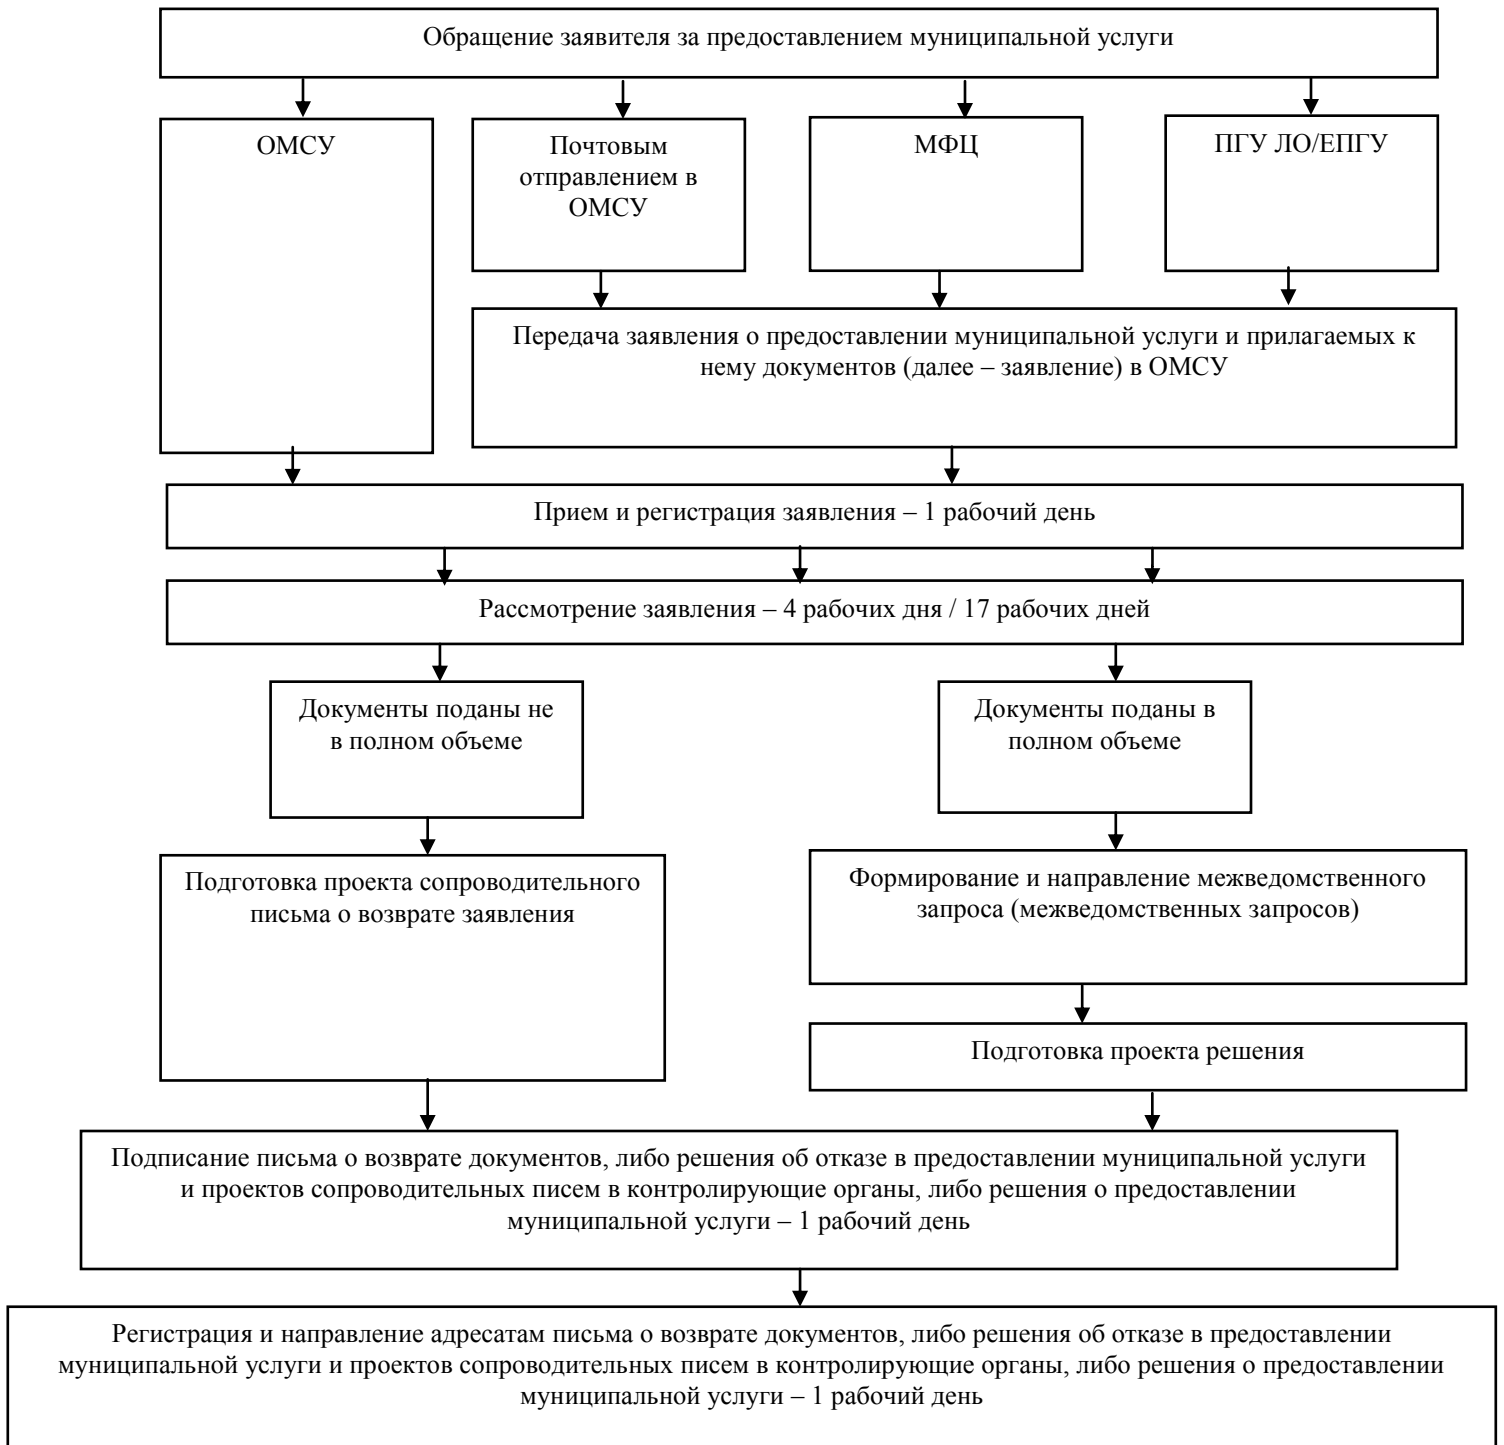 Обращение заявителя за предоставлением муниципальной услуги
ОМСУ
Почтовым
отправлением в
ОМСУ
МФЦ
ПГУ ЛО/ЕПГУ
Передача заявления о предоставлении муниципальной услуги и прилагаемых к
нему документов (далее – заявление) в ОМСУ
Прием и регистрация заявления – 1 рабочий день
Рассмотрение заявления – 4 рабочих дня / 17 рабочих дней
Документы поданы не
в полном объеме
Документы поданы в
полном объеме
Подготовка проекта сопроводительного
письма о возврате заявления
Формирование и направление межведомственного
запроса (межведомственных запросов)
Подготовка проекта решения
Подписание письма о возврате документов, либо решения об отказе в предоставлении муниципальной услуги
и проектов сопроводительных писем в контролирующие органы, либо решения о предоставлении
муниципальной услуги – 1 рабочий день
Регистрация и направление адресатам письма о возврате документов, либо решения об отказе в предоставлении
муниципальной услуги и проектов сопроводительных писем в контролирующие органы, либо решения о предоставлении
муниципальной услуги – 1 рабочий день